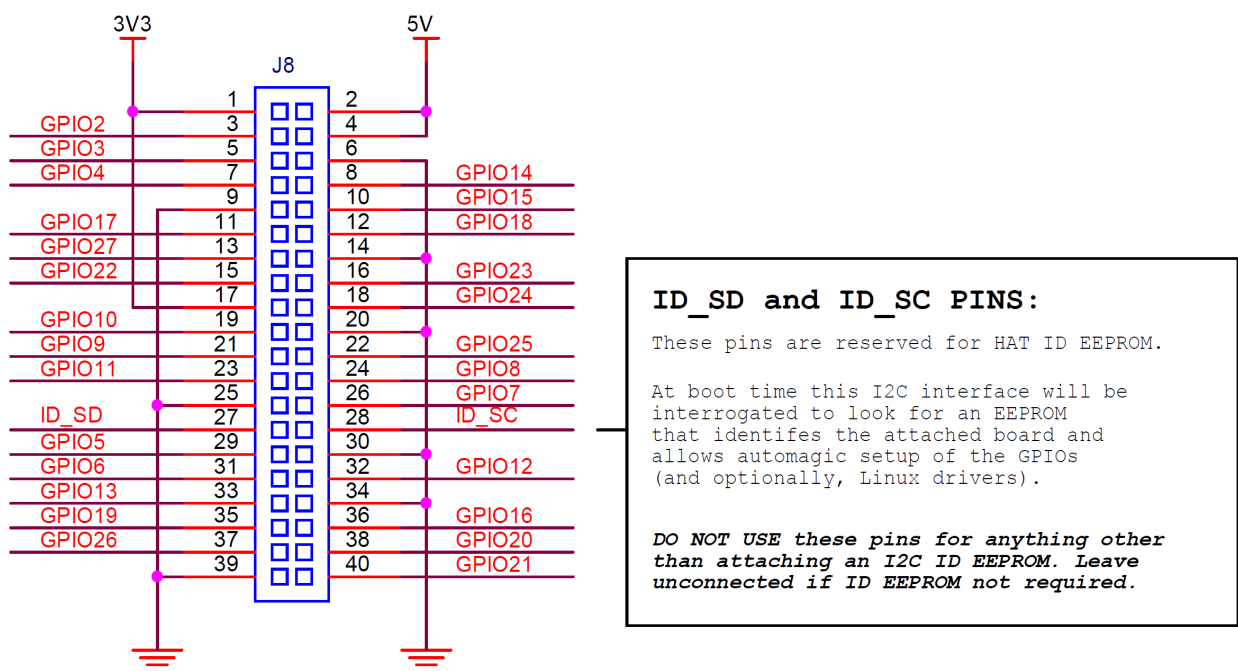 3V3 5V
J8
1 2
GPIO2 3 4
GPIO3 5 6
GPIO4 7 8 GPIO14
9 10 GPIO15
GPIO17 11 12 GPIO18
GPIO27 13 14
GPIO22 15 16 GPIO23
17 18 GPIO24
GPIO10 19 20
GPIO9 21 22 GPIO25
GPIO11 23 24 GPIO8
25 26 GPIO7
ID_SD 27 28 ID_SC
GPIO5 29 30
GPIO6 31 32 GPIO12
GPIO13 33 34
GPIO19 35 36 GPIO16
GPIO26 37 38 GPIO20
39 40 GPIO21
ID_SD and ID_SC PINS:
These pins are reserved for HAT ID EEPROM.
At boot time this I2C interface will be
interrogated to look for an EEPROM
that identifes the attached board and
allows automagic setup of the GPIOs
(and optionally, Linux drivers).
DO NOT USE these pins for anything other
than attaching an I2C ID EEPROM. Leave
unconnected if ID EEPROM not required.